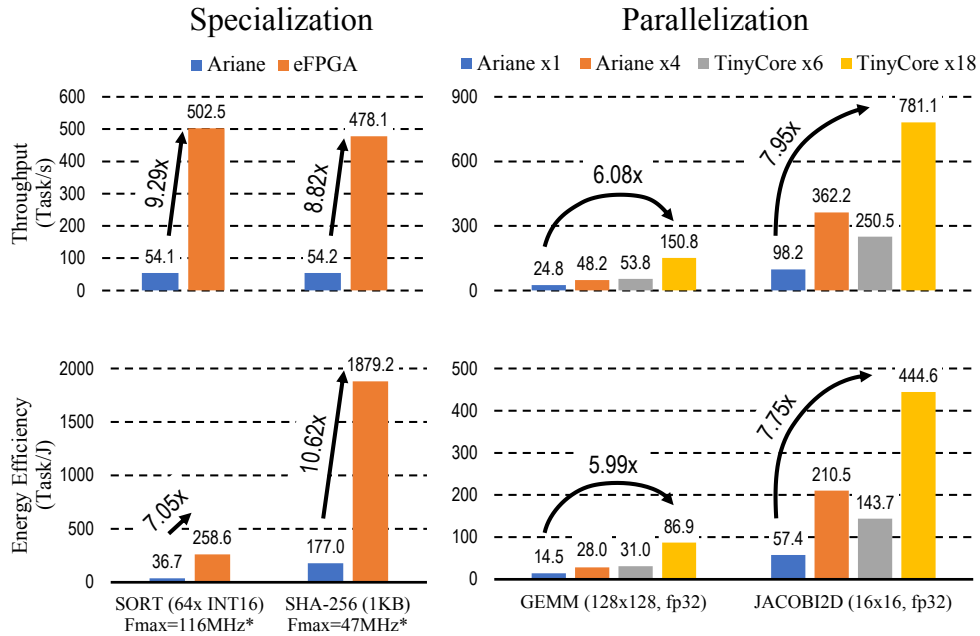 Specialization
Ariane eFPGA
Throughput
(Task/s)
600
500
400
300
200
100
0
54.1
502.5
9.29x
54.2
478.1
8.82x
Energy Efficiency
(Task/J)
2000
1500
1000
500
0
36.7
258.6
7.05x
177.0
1879.2
10.62x
SORT (64x INT16)
Fmax=116MHz*
SHA-256 (1KB)
Fmax=47MHz*
Parallelization
Ariane x1 Ariane x4 TinyCore x6 TinyCore x18
900
600
300
0
24.8
48.2
53.8
150.8
6.08x
98.2
362.2
250.5
781.1
7.95x
500
400
300
200
100
0
14.5
28.0
31.0
86.9
5.99x
57.4
210.5
143.7
444.6
7.75x
GEMM (128x128, fp32)
JACOBI2D (16x16, fp32)